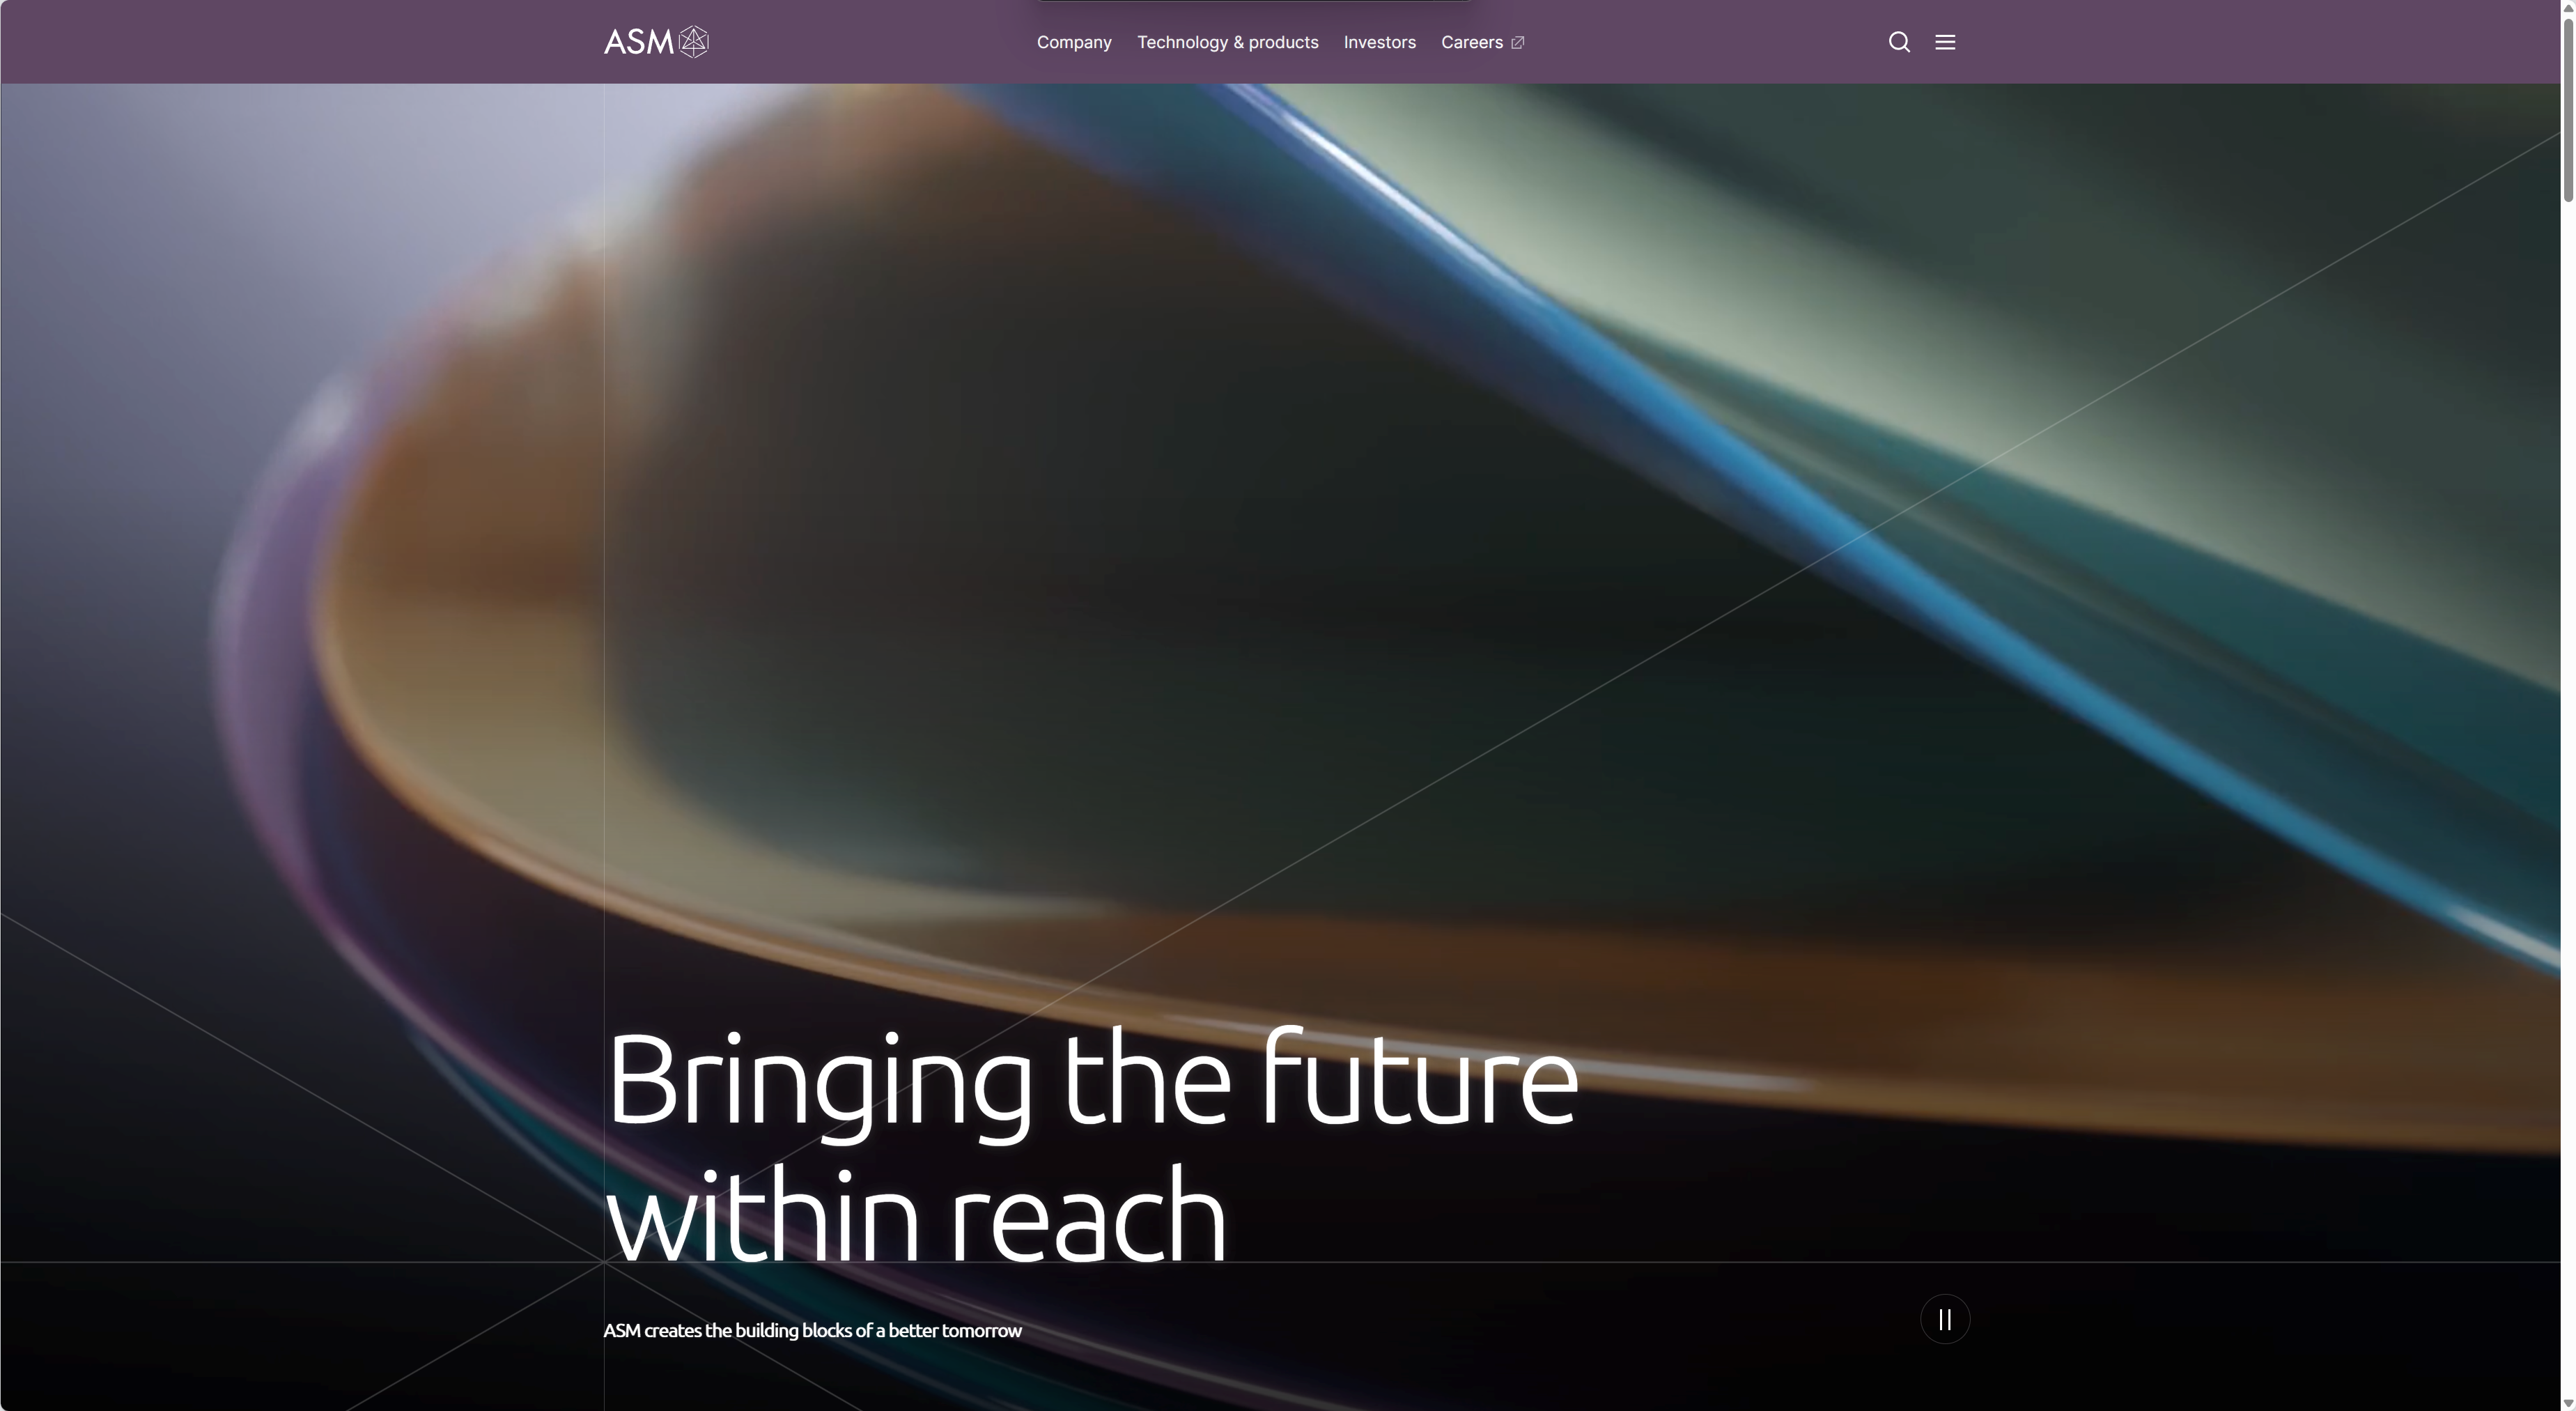 ASM
Company
Technology & products
Investors
Careers
Bringing the future
within reach
ASM creates the building blocks of a better tomorrow